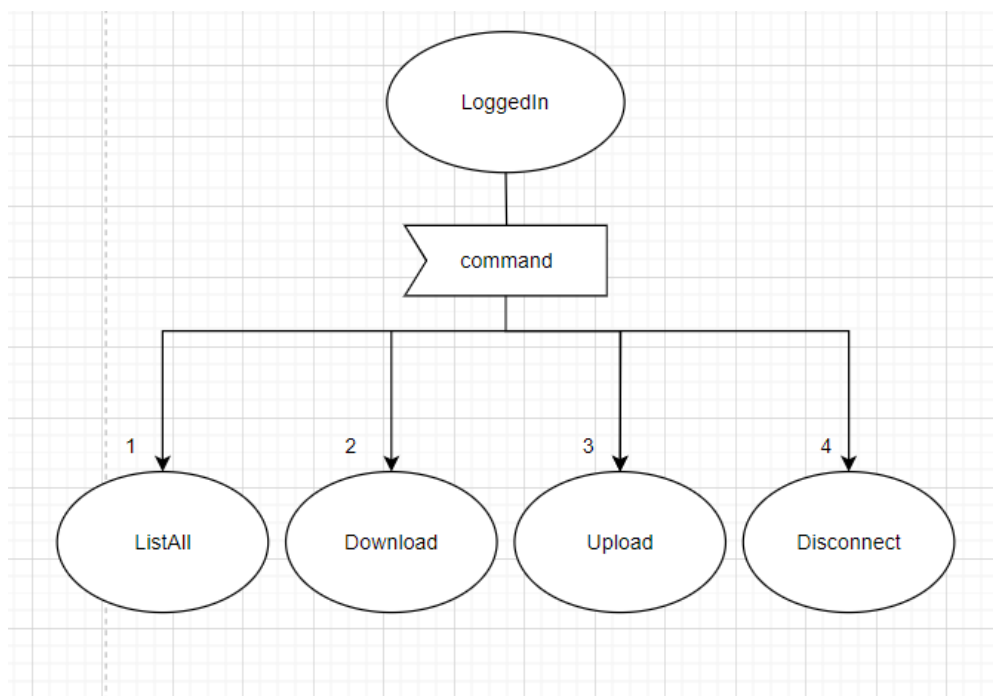 LoggedIn
command
1
2
3
4
ListAll
Download
Upload
Disconnect